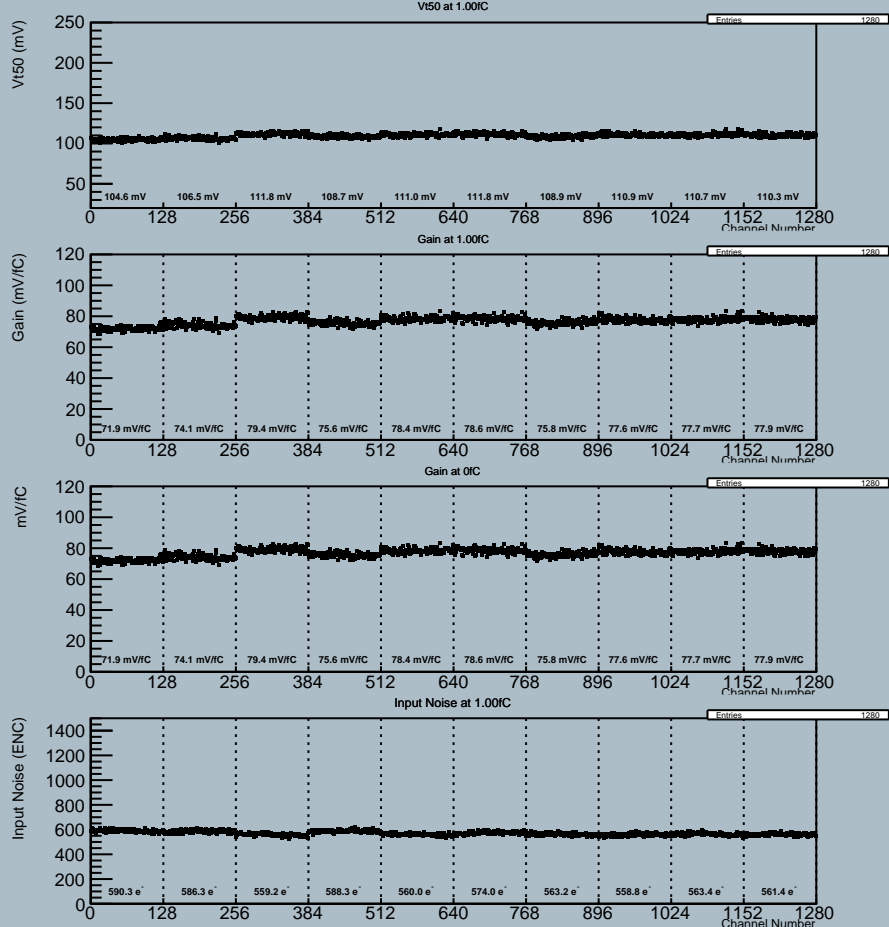 Vt50 at 1.00fC
Entries 1280
Vt50 (mV)
250
200
150
100
50
104.6 mV 106.5 mV 111.8 mV 108.7 mV 111.0 mV 111.8 mV 108.9 mV 110.9 mV 110.7 mV 110.3 mV
0 128 256 384 512 640 768 896 1024 1152 1280
Channel Number
Gain at 1.00fC
Entries 1280
Gain (mV/fC)
120
100
80
60
40
20
0
71.9 mV/fC 74.1 mV/fC 79.4 mV/fC 75.6 mV/fC 78.4 mV/fC 78.6 mV/fC 75.8 mV/fC 77.6 mV/fC 77.7 mV/fC 77.9 mV/fC
0 128 256 384 512 640 768 896 1024 1152 1280
Channel Number
Gain at 0fC
Entries 1280
mV/fC
120
100
80
60
40
20
0
71.9 mV/fC 74.1 mV/fC 79.4 mV/fC 75.6 mV/fC 78.4 mV/fC 78.6 mV/fC 75.8 mV/fC 77.6 mV/fC 77.7 mV/fC 77.9 mV/fC
0 128 256 384 512 640 768 896 1024 1152 1280
Channel Number
Input Noise at 1.00fC
Entries 1280
Input Noise (ENC)
1400
1200
1000
800
600
400
200
0
590.3 e⁻ 586.3 e⁻ 559.2 e⁻ 588.3 e⁻ 560.0 e⁻ 574.0 e⁻ 563.2 e⁻ 558.8 e⁻ 563.4 e⁻ 561.4 e⁻
0 128 256 384 512 640 768 896 1024 1152 1280
Channel Number